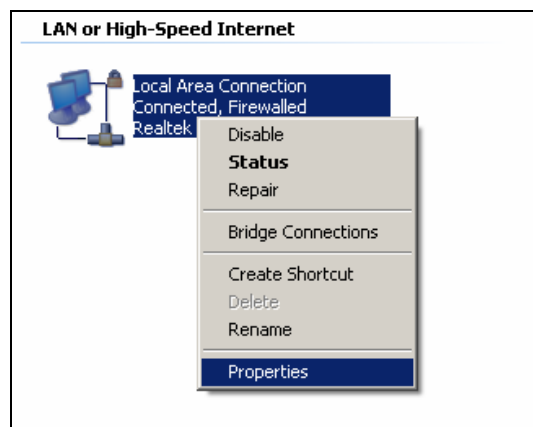 LAN or High-Speed Internet
Local Area Connection
Connected, Firewalled
Realtek
Disable
Status
Repair
Bridge Connections
Create Shortcut
Delete
Rename
Properties